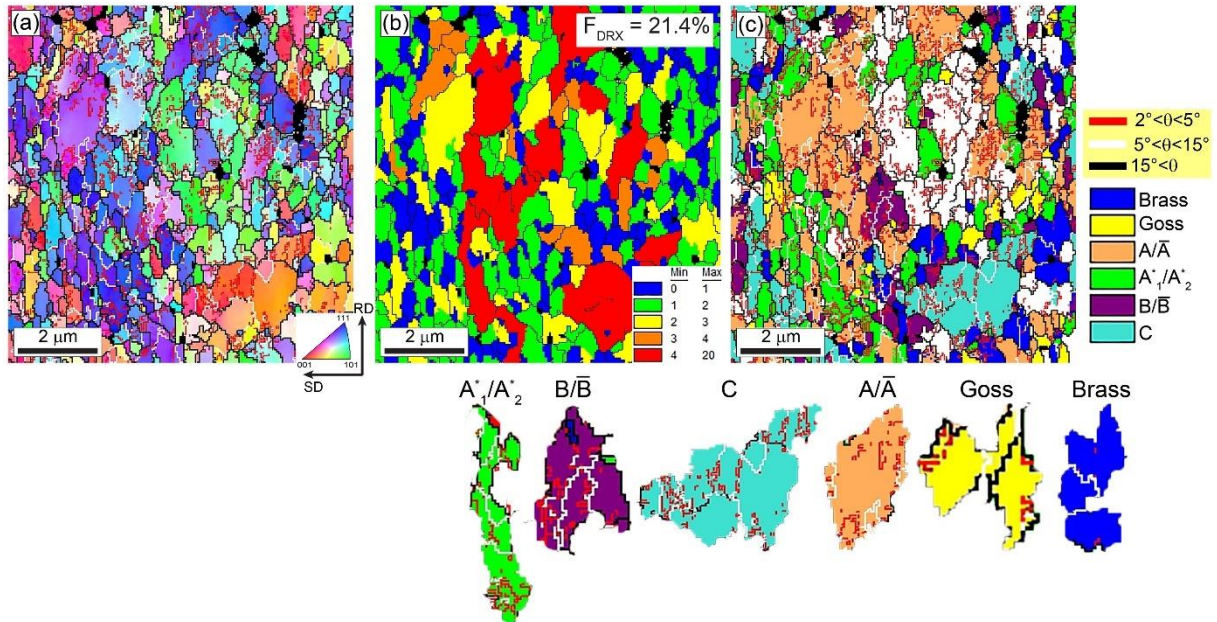 (a)
2 μm
111
001
101
RD
SD
(b)
F_DRX = 21.4%
2 μm
Min Max
0 1
1 2
2 3
3 4
4 20
(c)
2 μm
2°<θ<5°
5°<θ<15°
15°<θ
Brass
Goss
A/A̅
A*₁/A*₂
B/B̅
C
A*₁/A*₂
B/B̅
C
A/A̅
Goss
Brass